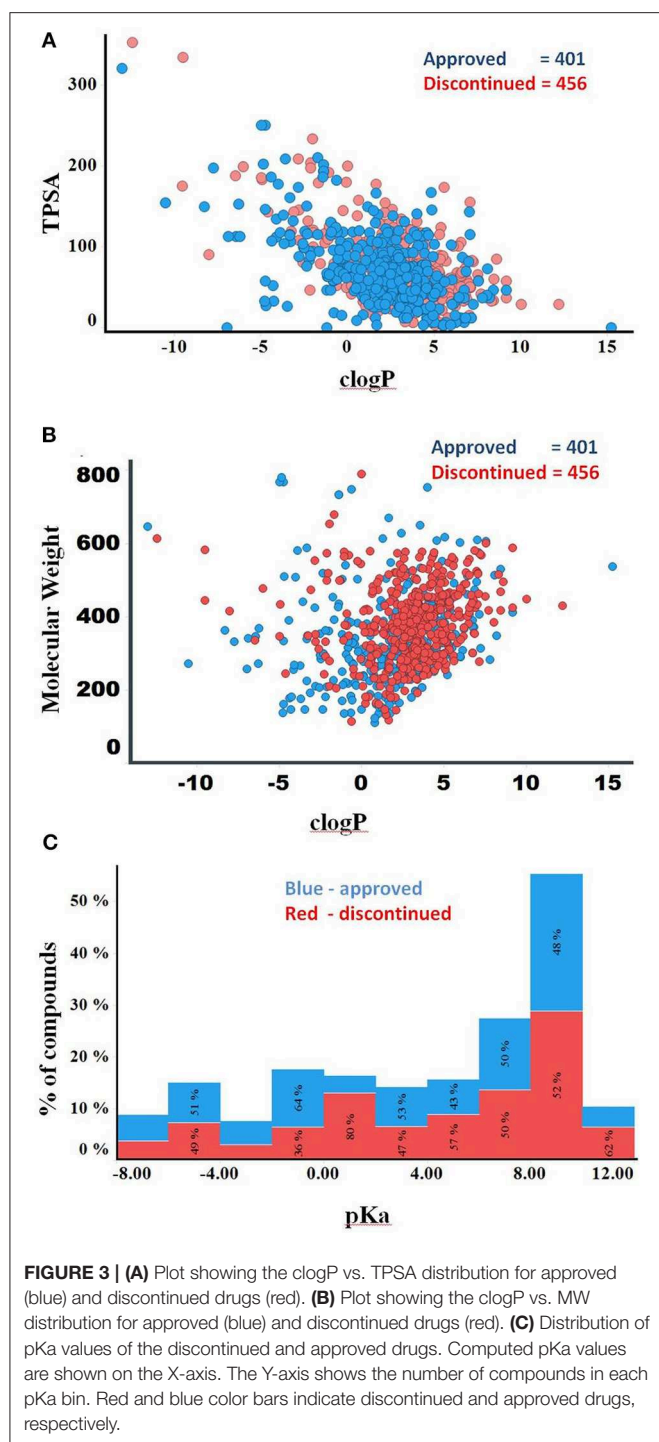 A
Approved = 401
Discontinued = 456
300
200
100
0
TPSA
-10 -5 0 5 10 15
clogP
B
Approved = 401
Discontinued = 456
800
600
400
200
0
Molecular Weight
-10 -5 0 5 10 15
clogP
C
Blue - approved
Red - discontinued
50 %
40 %
30 %
20 %
10 %
0 %
% of compounds
51 % 64 % 53 % 43 % 50 % 48 %
49 % 36 % 80 % 47 % 57 % 50 % 52 % 62 %
-8.00 -4.00 0.00 4.00 8.00 12.00
pKa
FIGURE 3 | (A) Plot showing the clogP vs. TPSA distribution for approved
(blue) and discontinued drugs (red). (B) Plot showing the clogP vs. MW
distribution for approved (blue) and discontinued drugs (red). (C) Distribution of
pKa values of the discontinued and approved drugs. Computed pKa values
are shown on the X-axis. The Y-axis shows the number of compounds in each
pKa bin. Red and blue color bars indicate discontinued and approved drugs,
respectively.